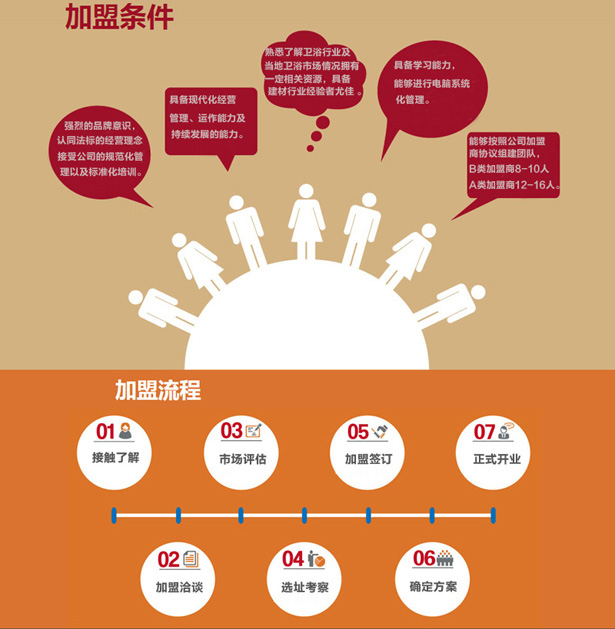 加盟条件
强烈的品牌意识，
认同法标的经营理念
接受公司的规范化管
理以及标准化培训。
具备现代化经营
管理、运作能力及
持续发展的能力。
熟悉了解卫浴行业及
当地卫浴市场情况拥有
一定相关资源，具备
建材行业经验者尤佳 。
具备学习能力，
能够进行电脑系统
化管理。
能够按照公司加盟
商协议组建团队，
B类加盟商8-10人
A类加盟商12-16人。
加盟流程
01
接触了解
02
加盟洽谈
03
市场评估
04
选址考察
05
加盟签订
06
确定方案
07
正式开业